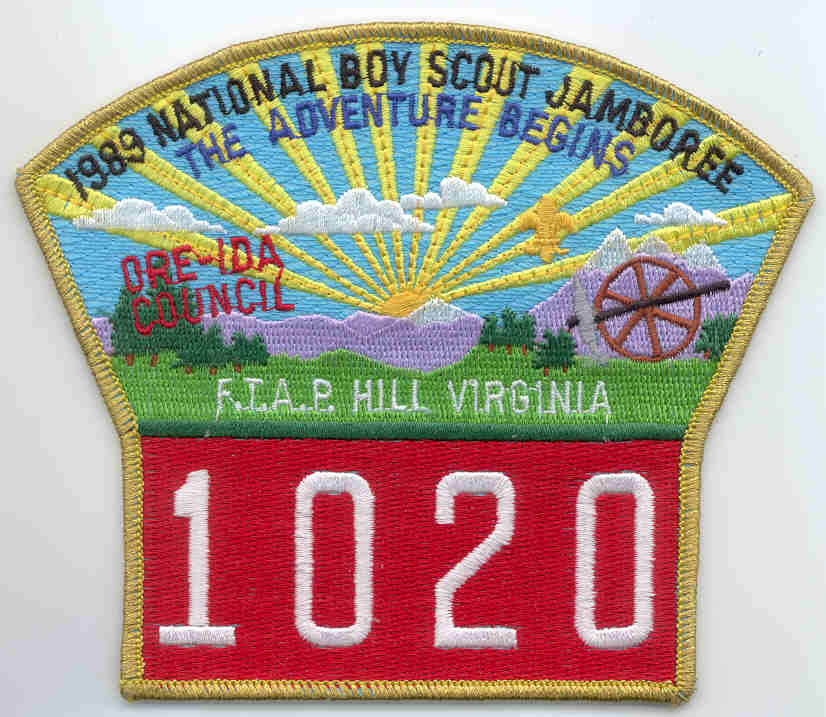 1989 NATIONAL BOY SCOUT JAMBOREE
THE ADVENTURE BEGINS
ORE-IDA
COUNCIL
F.T.A.P. HILL VIRGINIA
1020